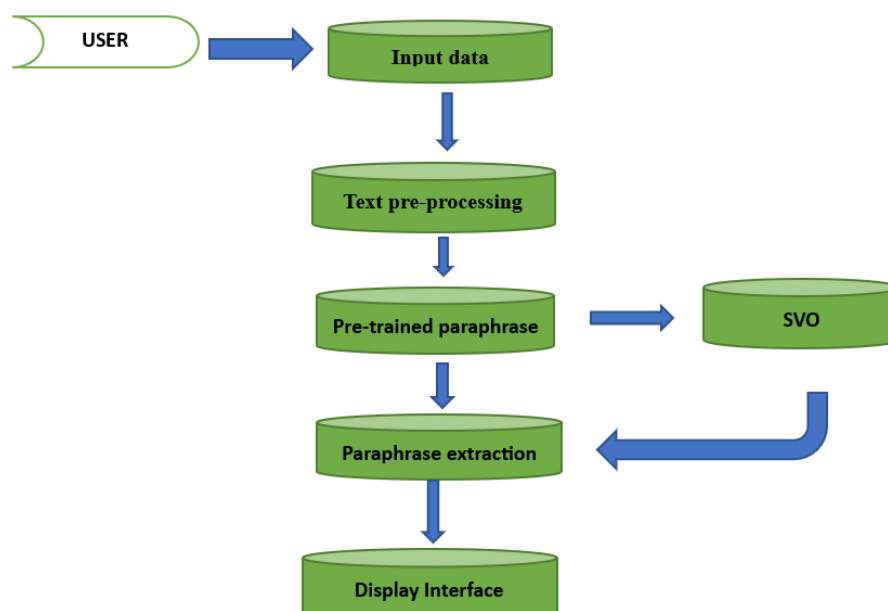 USER
Input data
Text pre-processing
Pre-trained paraphrase
SVO
Paraphrase extraction
Display Interface